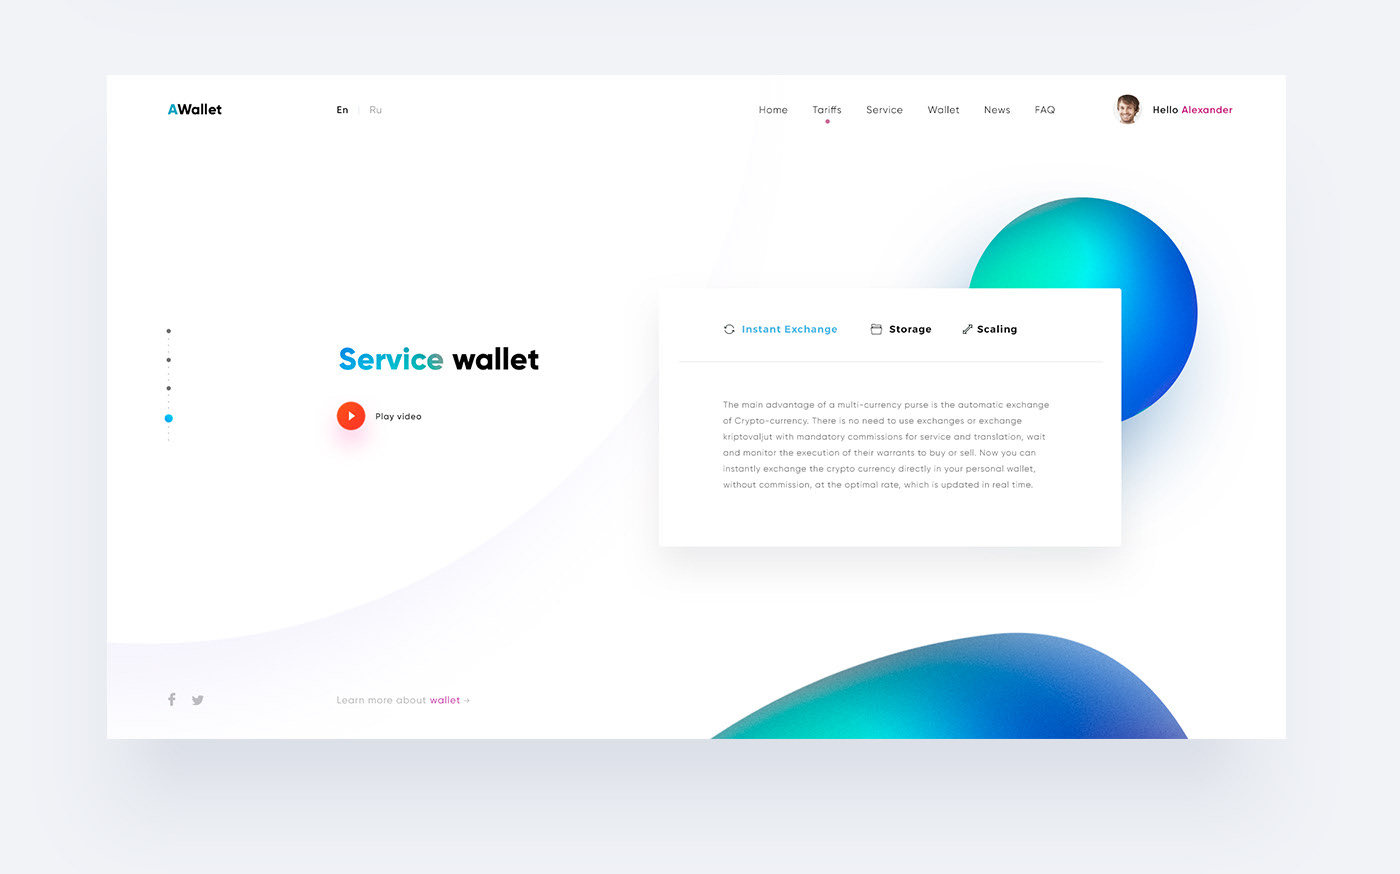 AWallet
En | Ru
Home Tariffs Service Wallet News FAQ
Hello Alexander
Service wallet
Play video
Instant Exchange Storage Scaling
The main advantage of a multi-currency purse is the automatic exchange
of Crypto-currency. There is no need to use exchanges or exchange
kriptovaljut with mandatory commissions for service and translation, wait
and monitor the execution of their warrants to buy or sell. Now you can
instantly exchange the crypto currency directly in your personal wallet,
without commission, at the optimal rate, which is updated in real time.
Learn more about wallet →